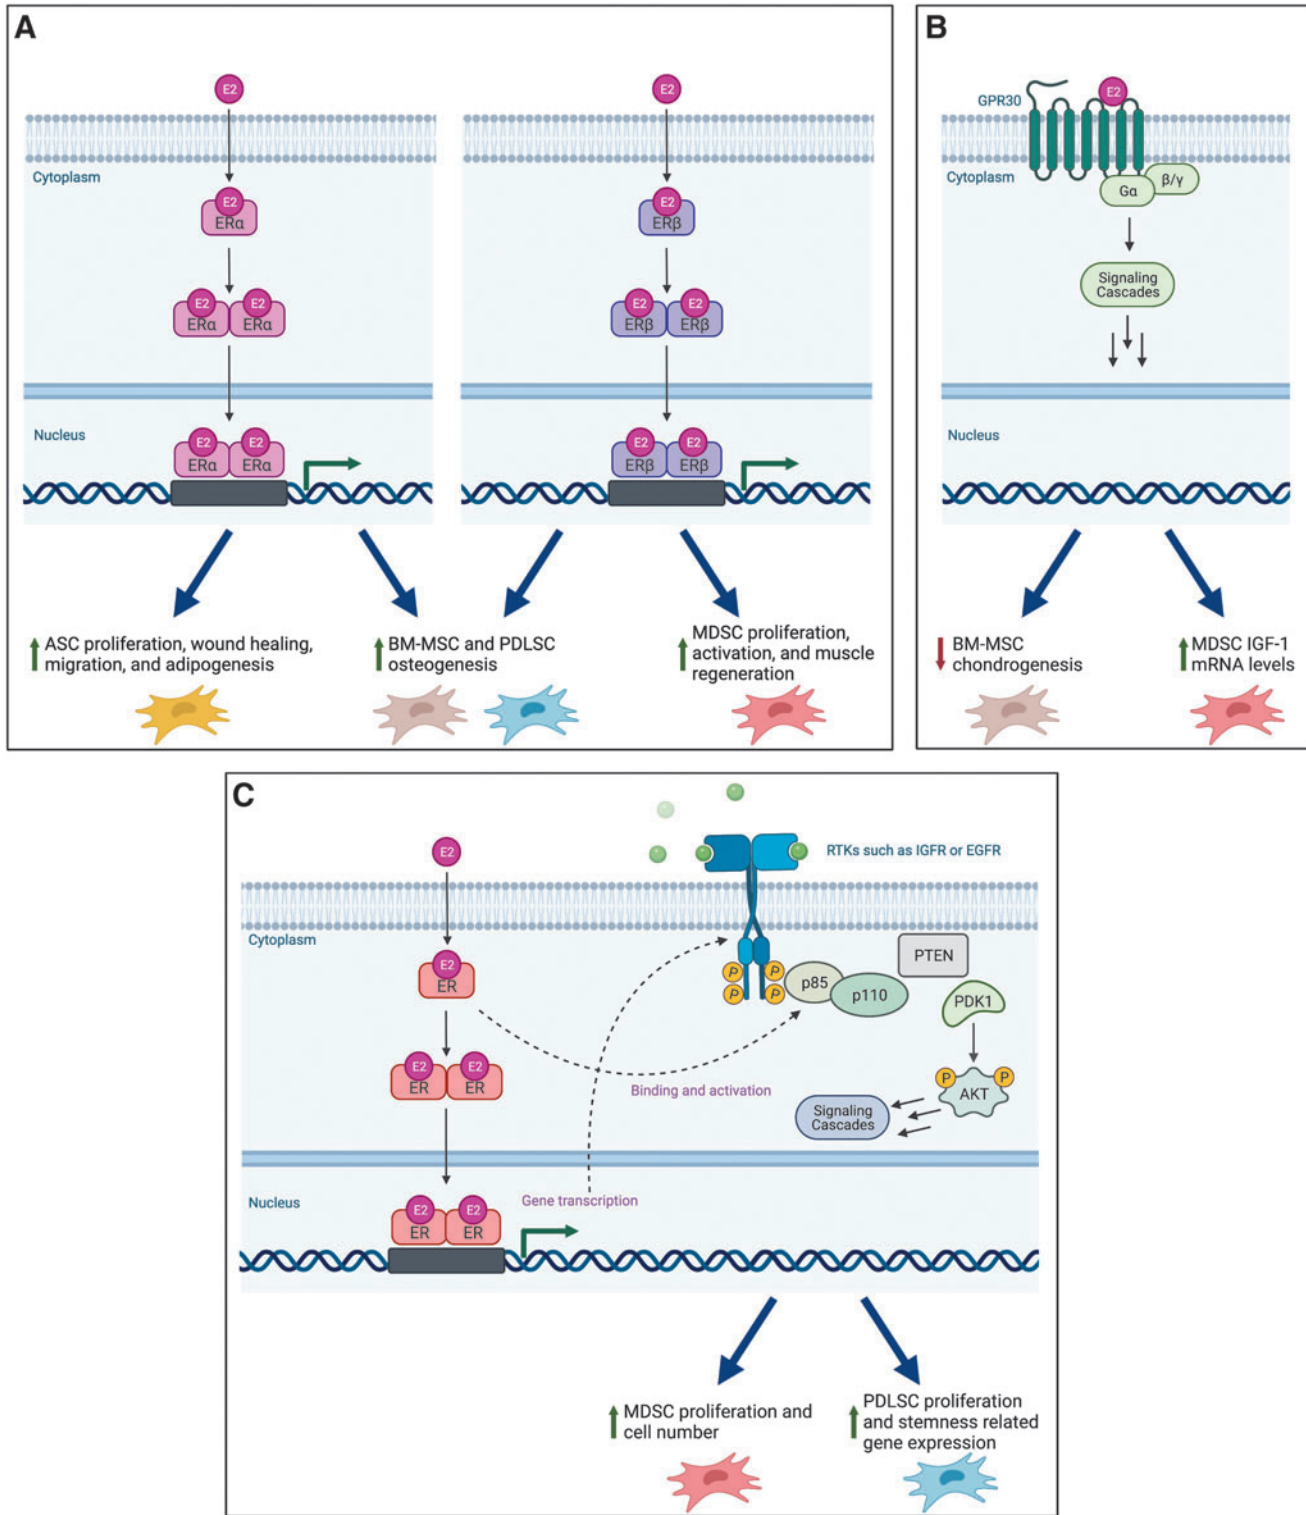 A
E2
E2
Cytoplasm
E2
ERα
E2
ERβ
E2 E2
ERα ERα
E2 E2
ERβ ERβ
Nucleus
E2 E2
ERα ERα
E2 E2
ERβ ERβ
ASC proliferation, wound healing,
migration, and adipogenesis
BM-MSC and PDLSC
osteogenesis
MDSC proliferation,
activation, and muscle
regeneration
B
GPR30
E2
Cytoplasm
Gα
β/γ
Signaling
Cascades
Nucleus
BM-MSC
chondrogenesis
MDSC IGF-1
mRNA levels
C
E2
RTKs such as IGFR or EGFR
Cytoplasm
E2
ER
P P
P P
p85
p110
PTEN
PDK1
E2 E2
ER ER
Binding and activation
P P
AKT
Signaling
Cascades
Nucleus
Gene transcription
E2 E2
ER ER
MDSC proliferation and
cell number
PDLSC proliferation
and stemness related
gene expression